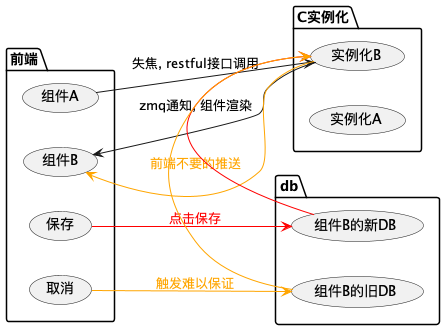 C实例化
实例化B
实例化A
前端
组件A
组件B
保存
取消
失焦, restful接口调用
zmq通知, 组件渲染
前端不要的推送
点击保存
触发难以保证
db
组件B的新DB
组件B的旧DB